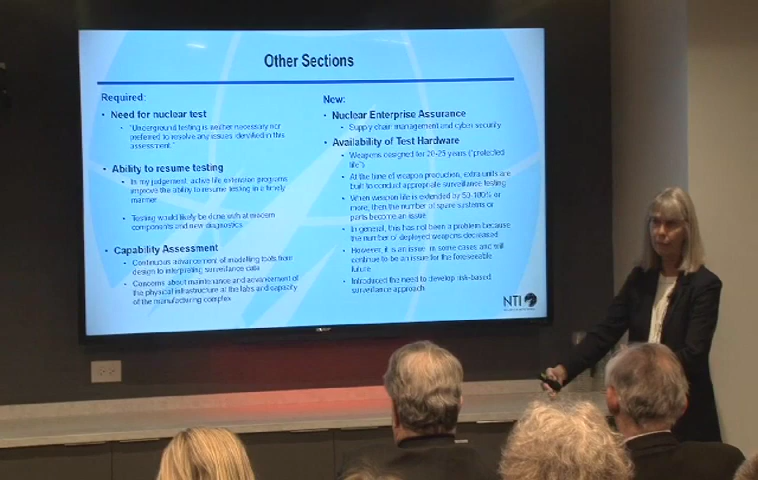 Other Sections
Required:
• Need for nuclear test
• "Underground testing is neither necessary nor
preferred to resolve any issues identified in this
assessment."
• Ability to resume testing
• In my judgement, active life extension programs
improve the ability to resume testing in a timely
manner
• Testing would likely be done with modern
components and new diagnostics
• Capability Assessment
• Continuous advancement of modelling tools from
design to interpreting surveillance data
• Concerns about maintenance and advancement of
the physical infrastructure at the labs and capacity
of the manufacturing complex
New:
• Nuclear Enterprise Assurance
• Supply chain management and cyber security
• Availability of Test Hardware
• Weapons designed for 20-25 years ("protected
life")
• At the time of weapon production, extra units are
built to conduct appropriate surveillance testing
• When weapon life is extended by 50-100% or
more, then the number of spare systems or
parts become an issue
• In general, this has not been a problem because
the number of deployed weapons decreased
• However, it is an issue in some cases and will
continue to be an issue for the foreseeable
future
• Introduced the need to develop risk-based
surveillance approach
NTI